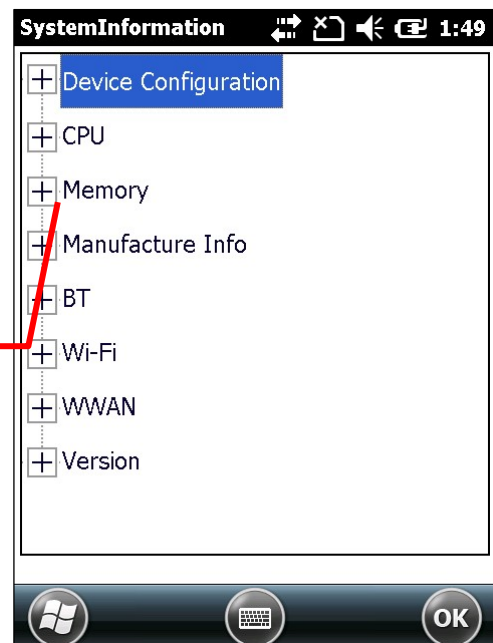 SystemInformation 1:49
Device Configuration
CPU
Memory
Manufacture Info
BT
Wi-Fi
WWAN
Version
OK